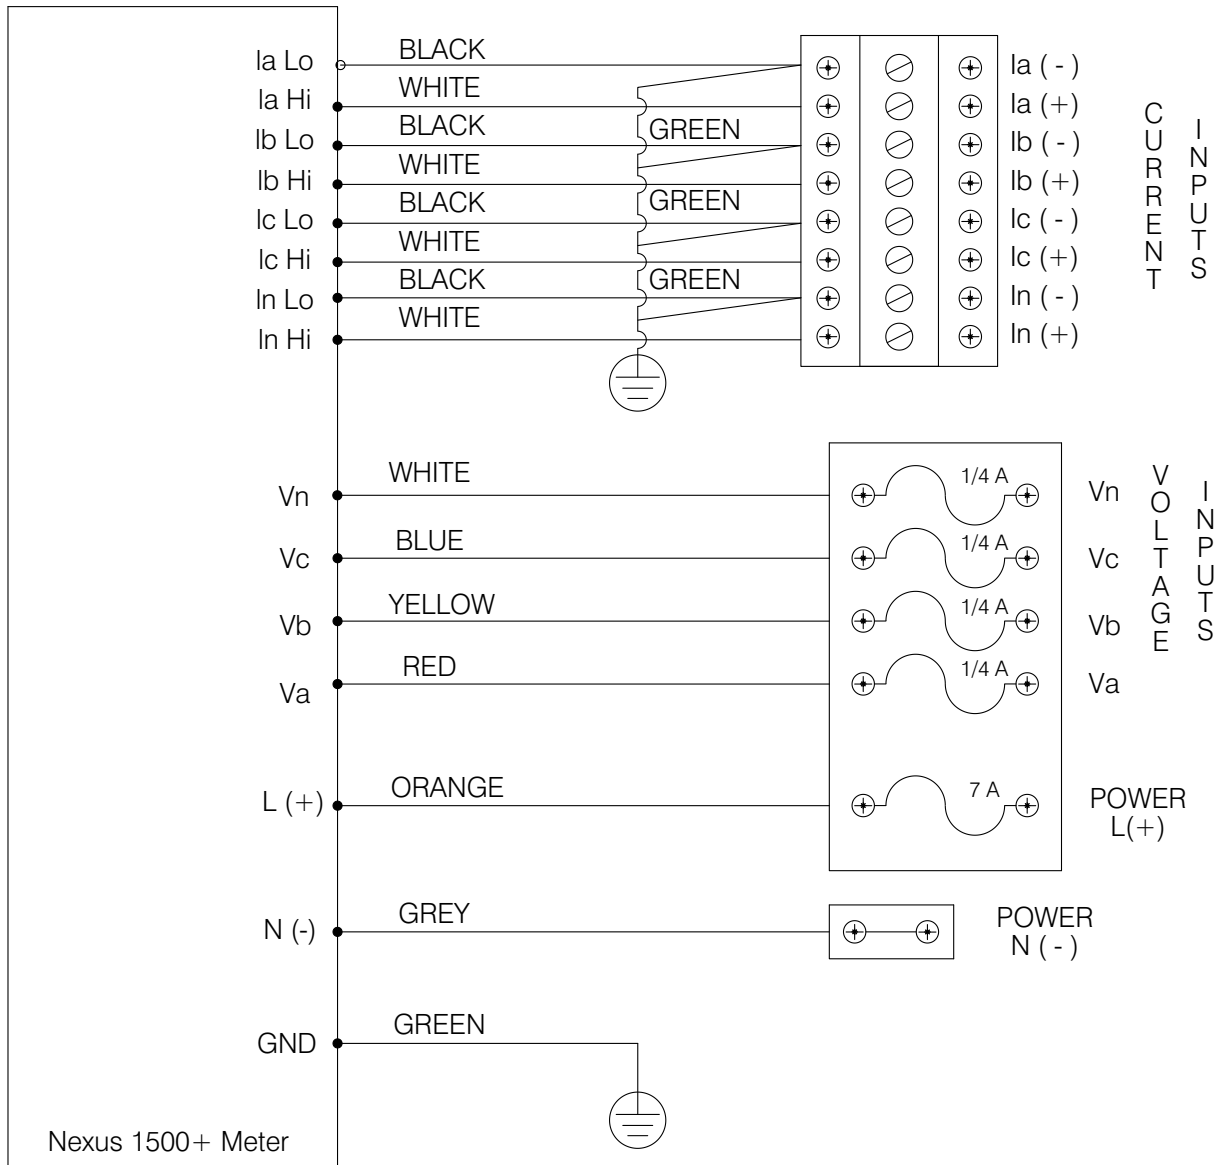 Ia Lo
BLACK
Ia ( - )
Ia Hi
WHITE
Ia (+)
Ib Lo
BLACK
GREEN
Ib ( - )
Ib Hi
WHITE
Ib (+)
Ic Lo
BLACK
GREEN
Ic ( - )
Ic Hi
WHITE
Ic (+)
In Lo
BLACK
GREEN
In ( - )
In Hi
WHITE
In (+)
CURRENT
INPUTS
Vn
WHITE
1/4 A
Vn
Vc
BLUE
1/4 A
Vc
Vb
YELLOW
1/4 A
Vb
Va
RED
1/4 A
Va
VOLTAGE
INPUTS
L (+)
ORANGE
7 A
POWER
L(+)
N (-)
GREY
POWER
N ( - )
GND
GREEN
Nexus 1500+ Meter